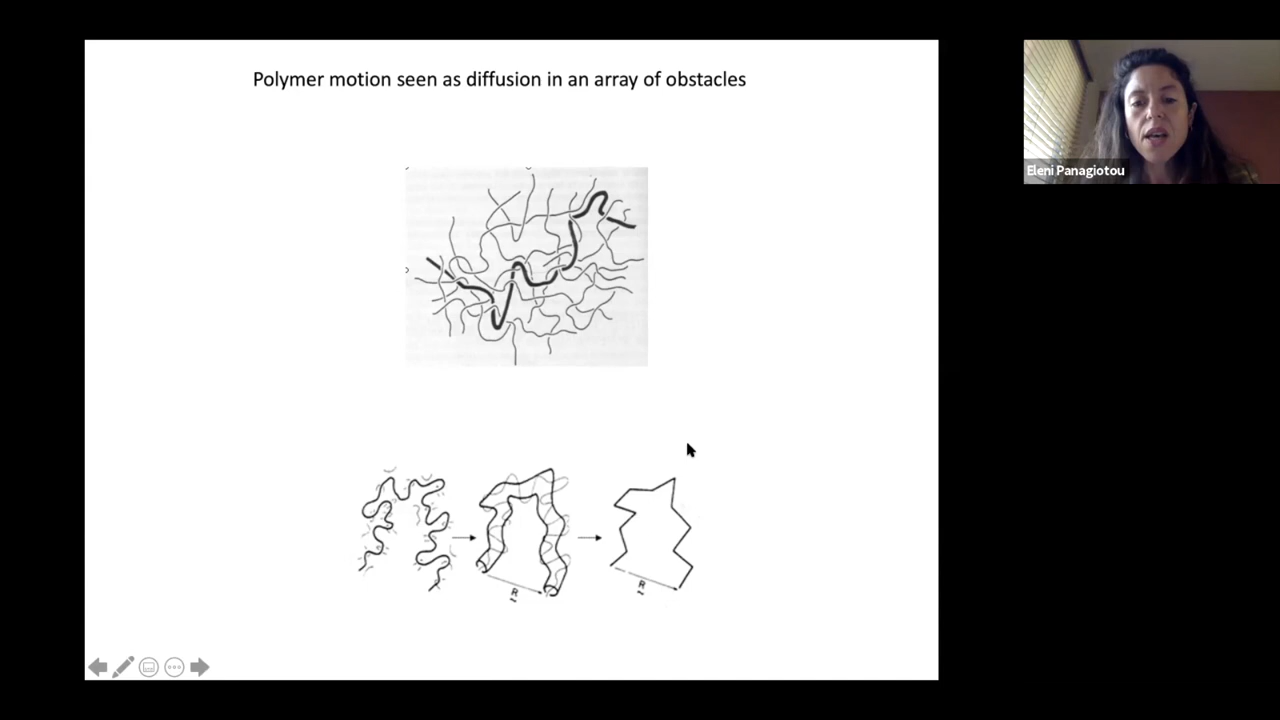 Polymer motion seen as diffusion in an array of obstacles
Eleni Panagiotou
R
R